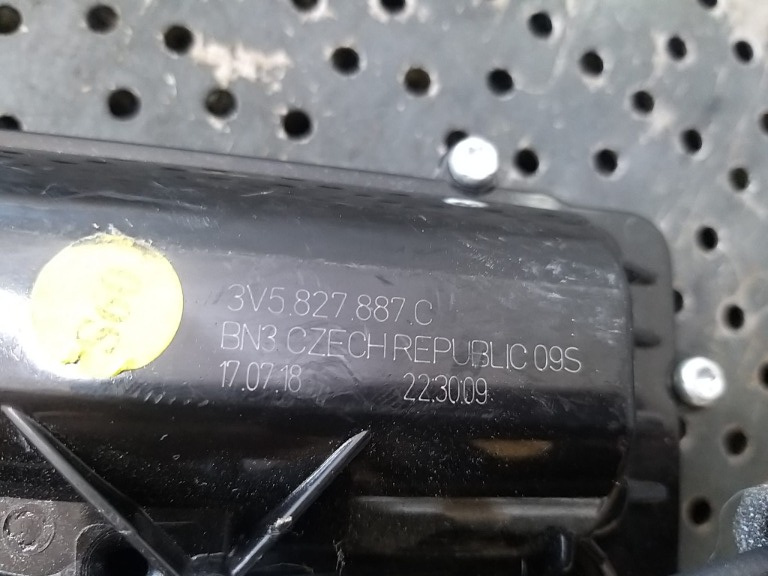 3V5.827.887.C
BN3 CZECH REPUBLIC 09S
17.07.18 22:30:09